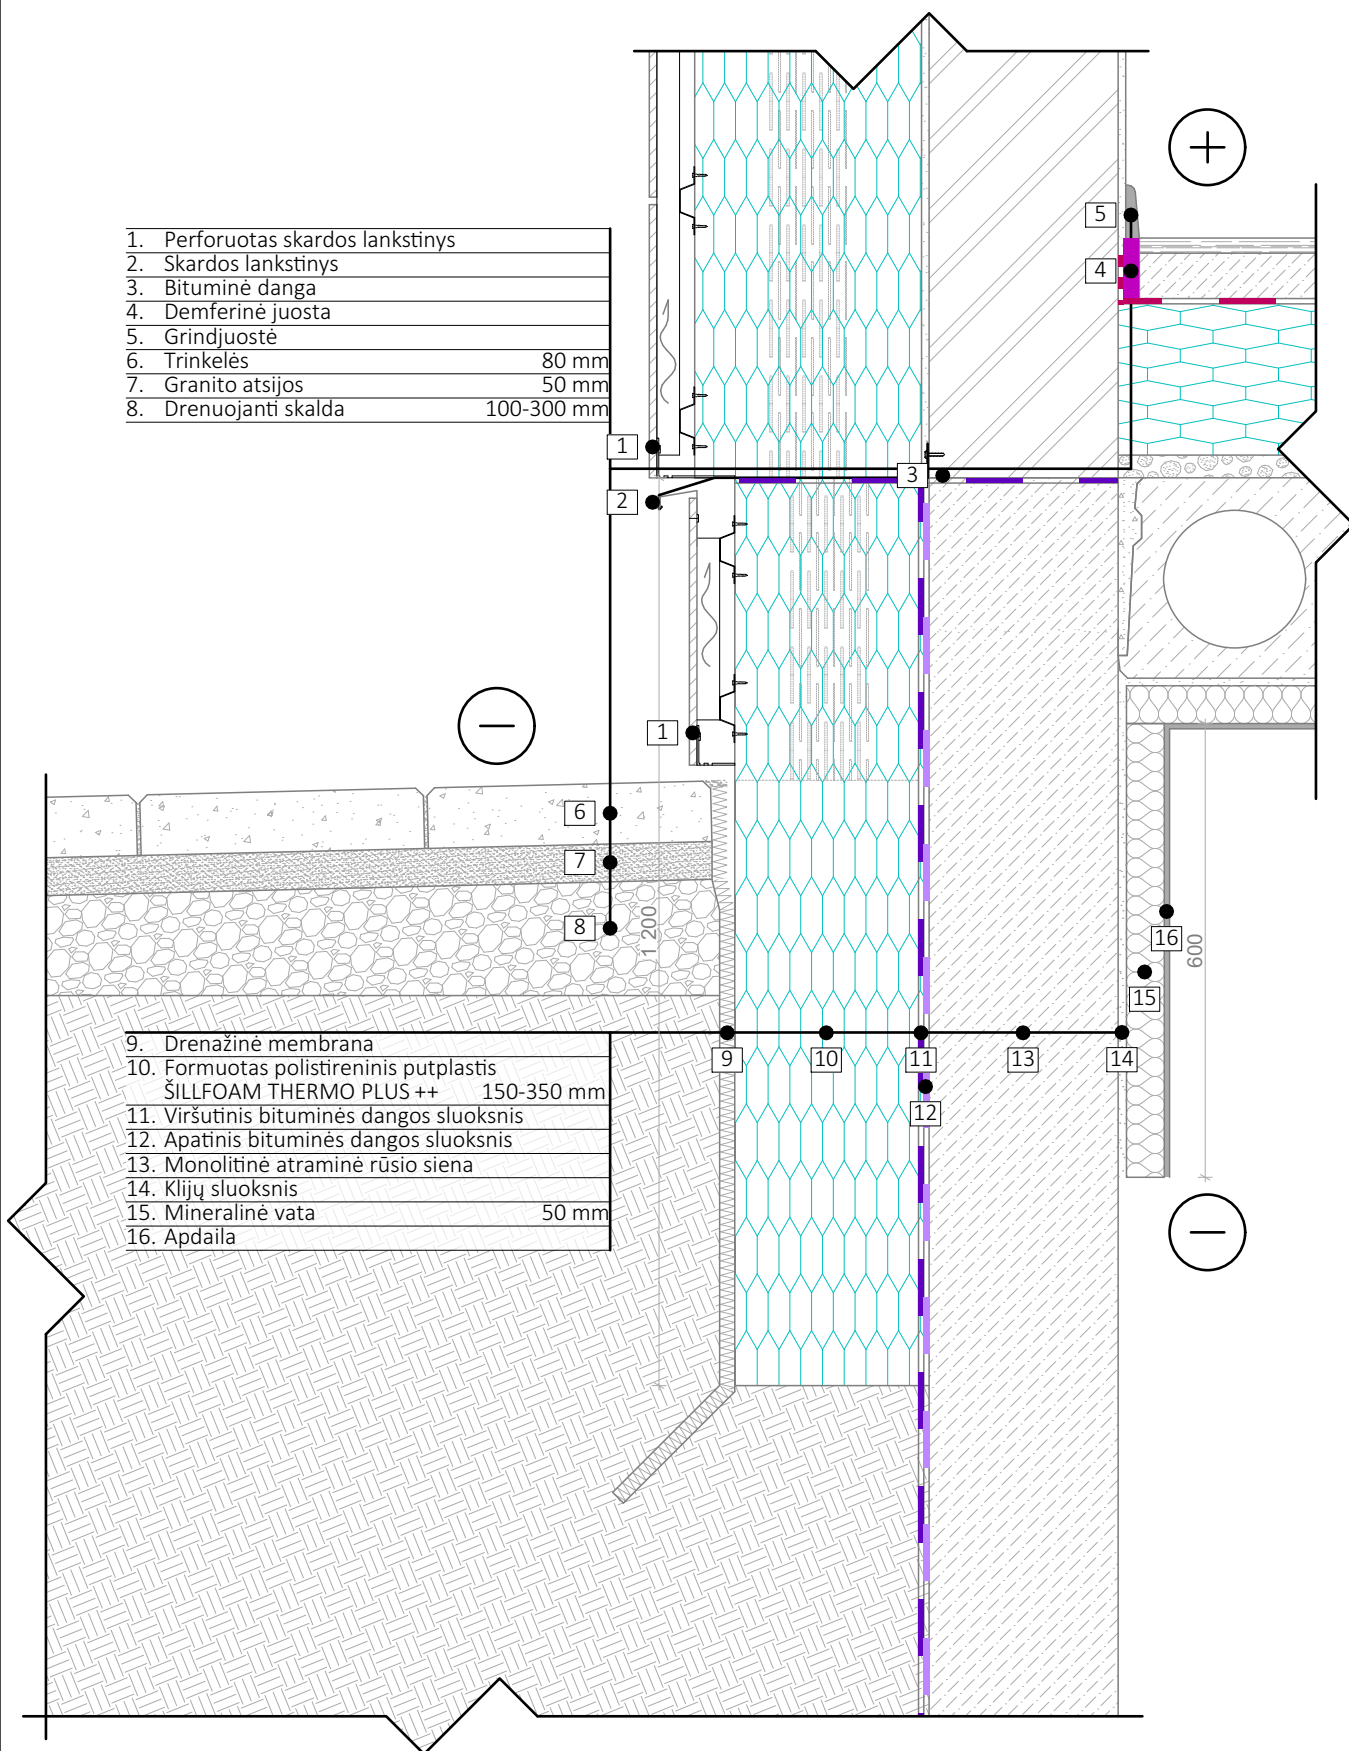 1. Perforuotas skardos lankstinys
2. Skardos lankstinys
3. Bituminė danga
4. Demferinė juosta
5. Grindjuostė
6. Trinkelės 80 mm
7. Granito atsijos 50 mm
8. Drenuojanti skalda 100-300 mm
5
4
1
3
2
1
6
7
8
1 200
16
600
15
9. Drenažinė membrana
10. Formuotas polistireninis putplastis
ŠILLFOAM THERMO PLUS ++ 150-350 mm
11. Viršutinis bituminės dangos sluoksnis
12. Apatinis bituminės dangos sluoksnis
13. Monolitinė atraminė rūsio siena
14. Klijų sluoksnis
15. Mineralinė vata 50 mm
16. Apdaila
9
10
11
13
14
12